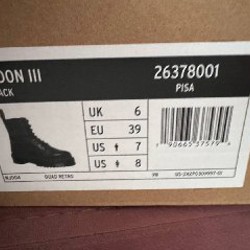 DON III
26378001
ACK
PISA
UK 6
EU 39
US 7
US 8
QUAD RETRO